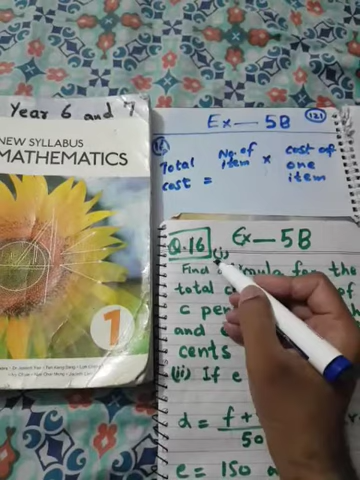 Year 6 and 7
NEW SYLLABUS
MATHEMATICS
1
Ex — 5B
121
16
Total cost = No. of item × cost of one item
Q.16
Ex — 5B
(i)
Find formula for the
total of
c pen
and
cents
(ii) If e
d = f +
50
e = 150